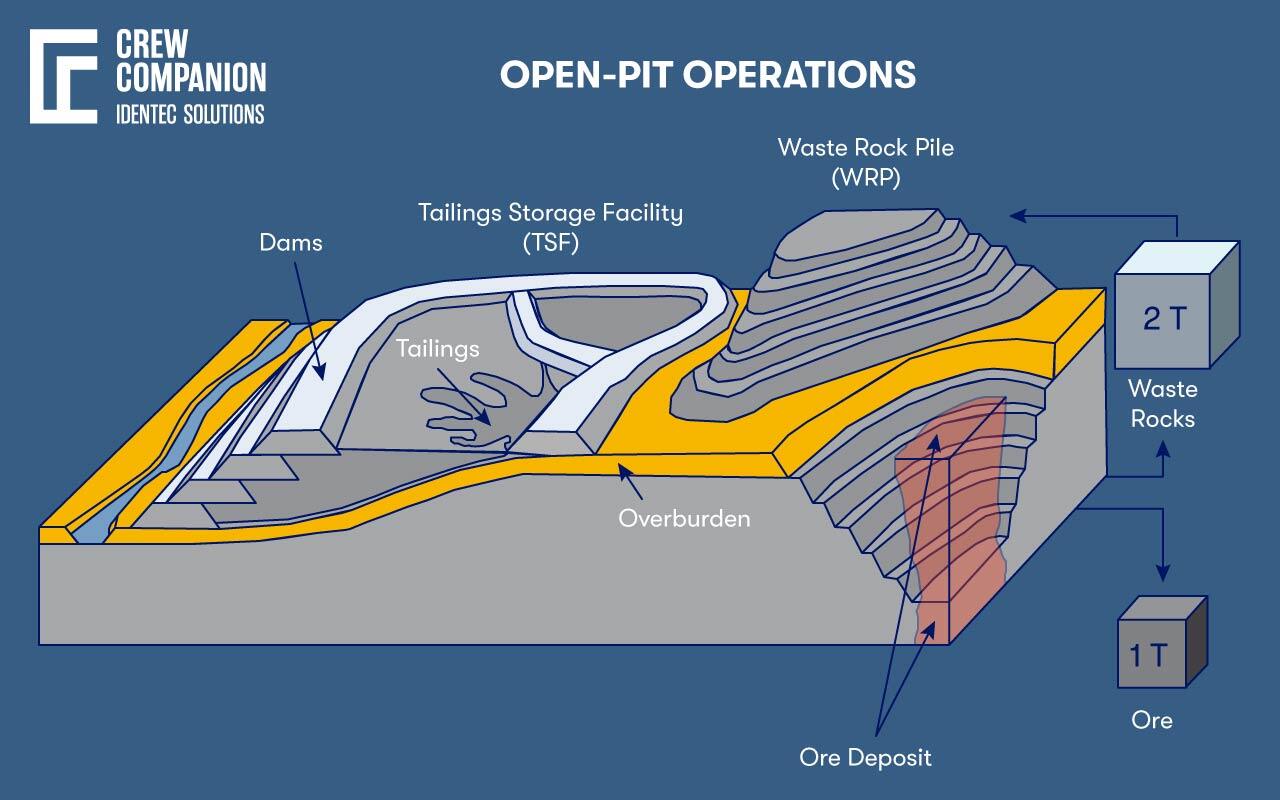 CREW
COMPANION
IDENTEC SOLUTIONS
OPEN-PIT OPERATIONS
Waste Rock Pile
(WRP)
Tailings Storage Facility
(TSF)
Dams
2 T
Tailings
Waste
Rocks
Overburden
1 T
Ore
Ore Deposit